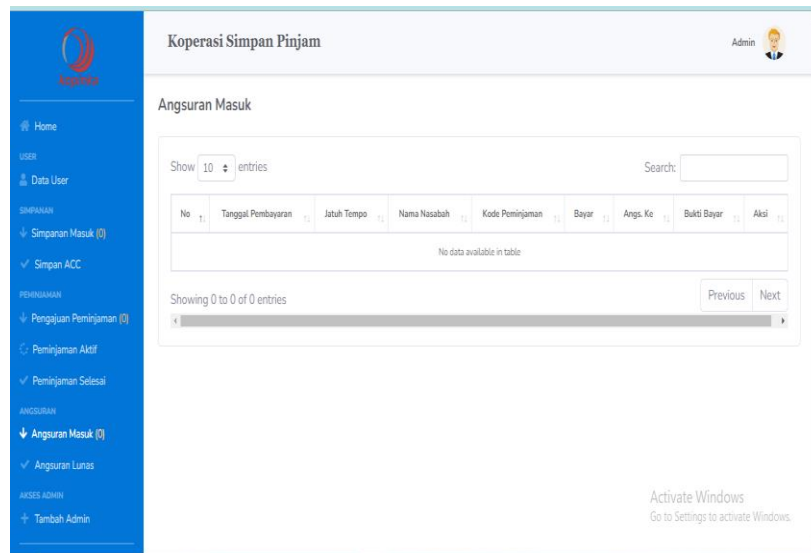 Koperasi Simpan Pinjam
Admin
Home
USER
Data User
SIMPANAN
Simpanan Masuk (0)
Simpan ACC
PEMINJAMAN
Pengajuan Peminjaman (0)
Peminjaman Aktif
Peminjaman Selesai
ANGSURAN
Angsuran Masuk (0)
Angsuran Lunas
AKSES ADMIN
Tambah Admin
Angsuran Masuk
Show 10 entries
Search:
No Tanggal Pembayaran Jatuh Tempo Nama Nasabah Kode Peminjaman Bayar Angs. Ke Bukti Bayar Aksi
No data available in table
Showing 0 to 0 of 0 entries
Previous Next
Activate Windows
Go to Settings to activate Windows.